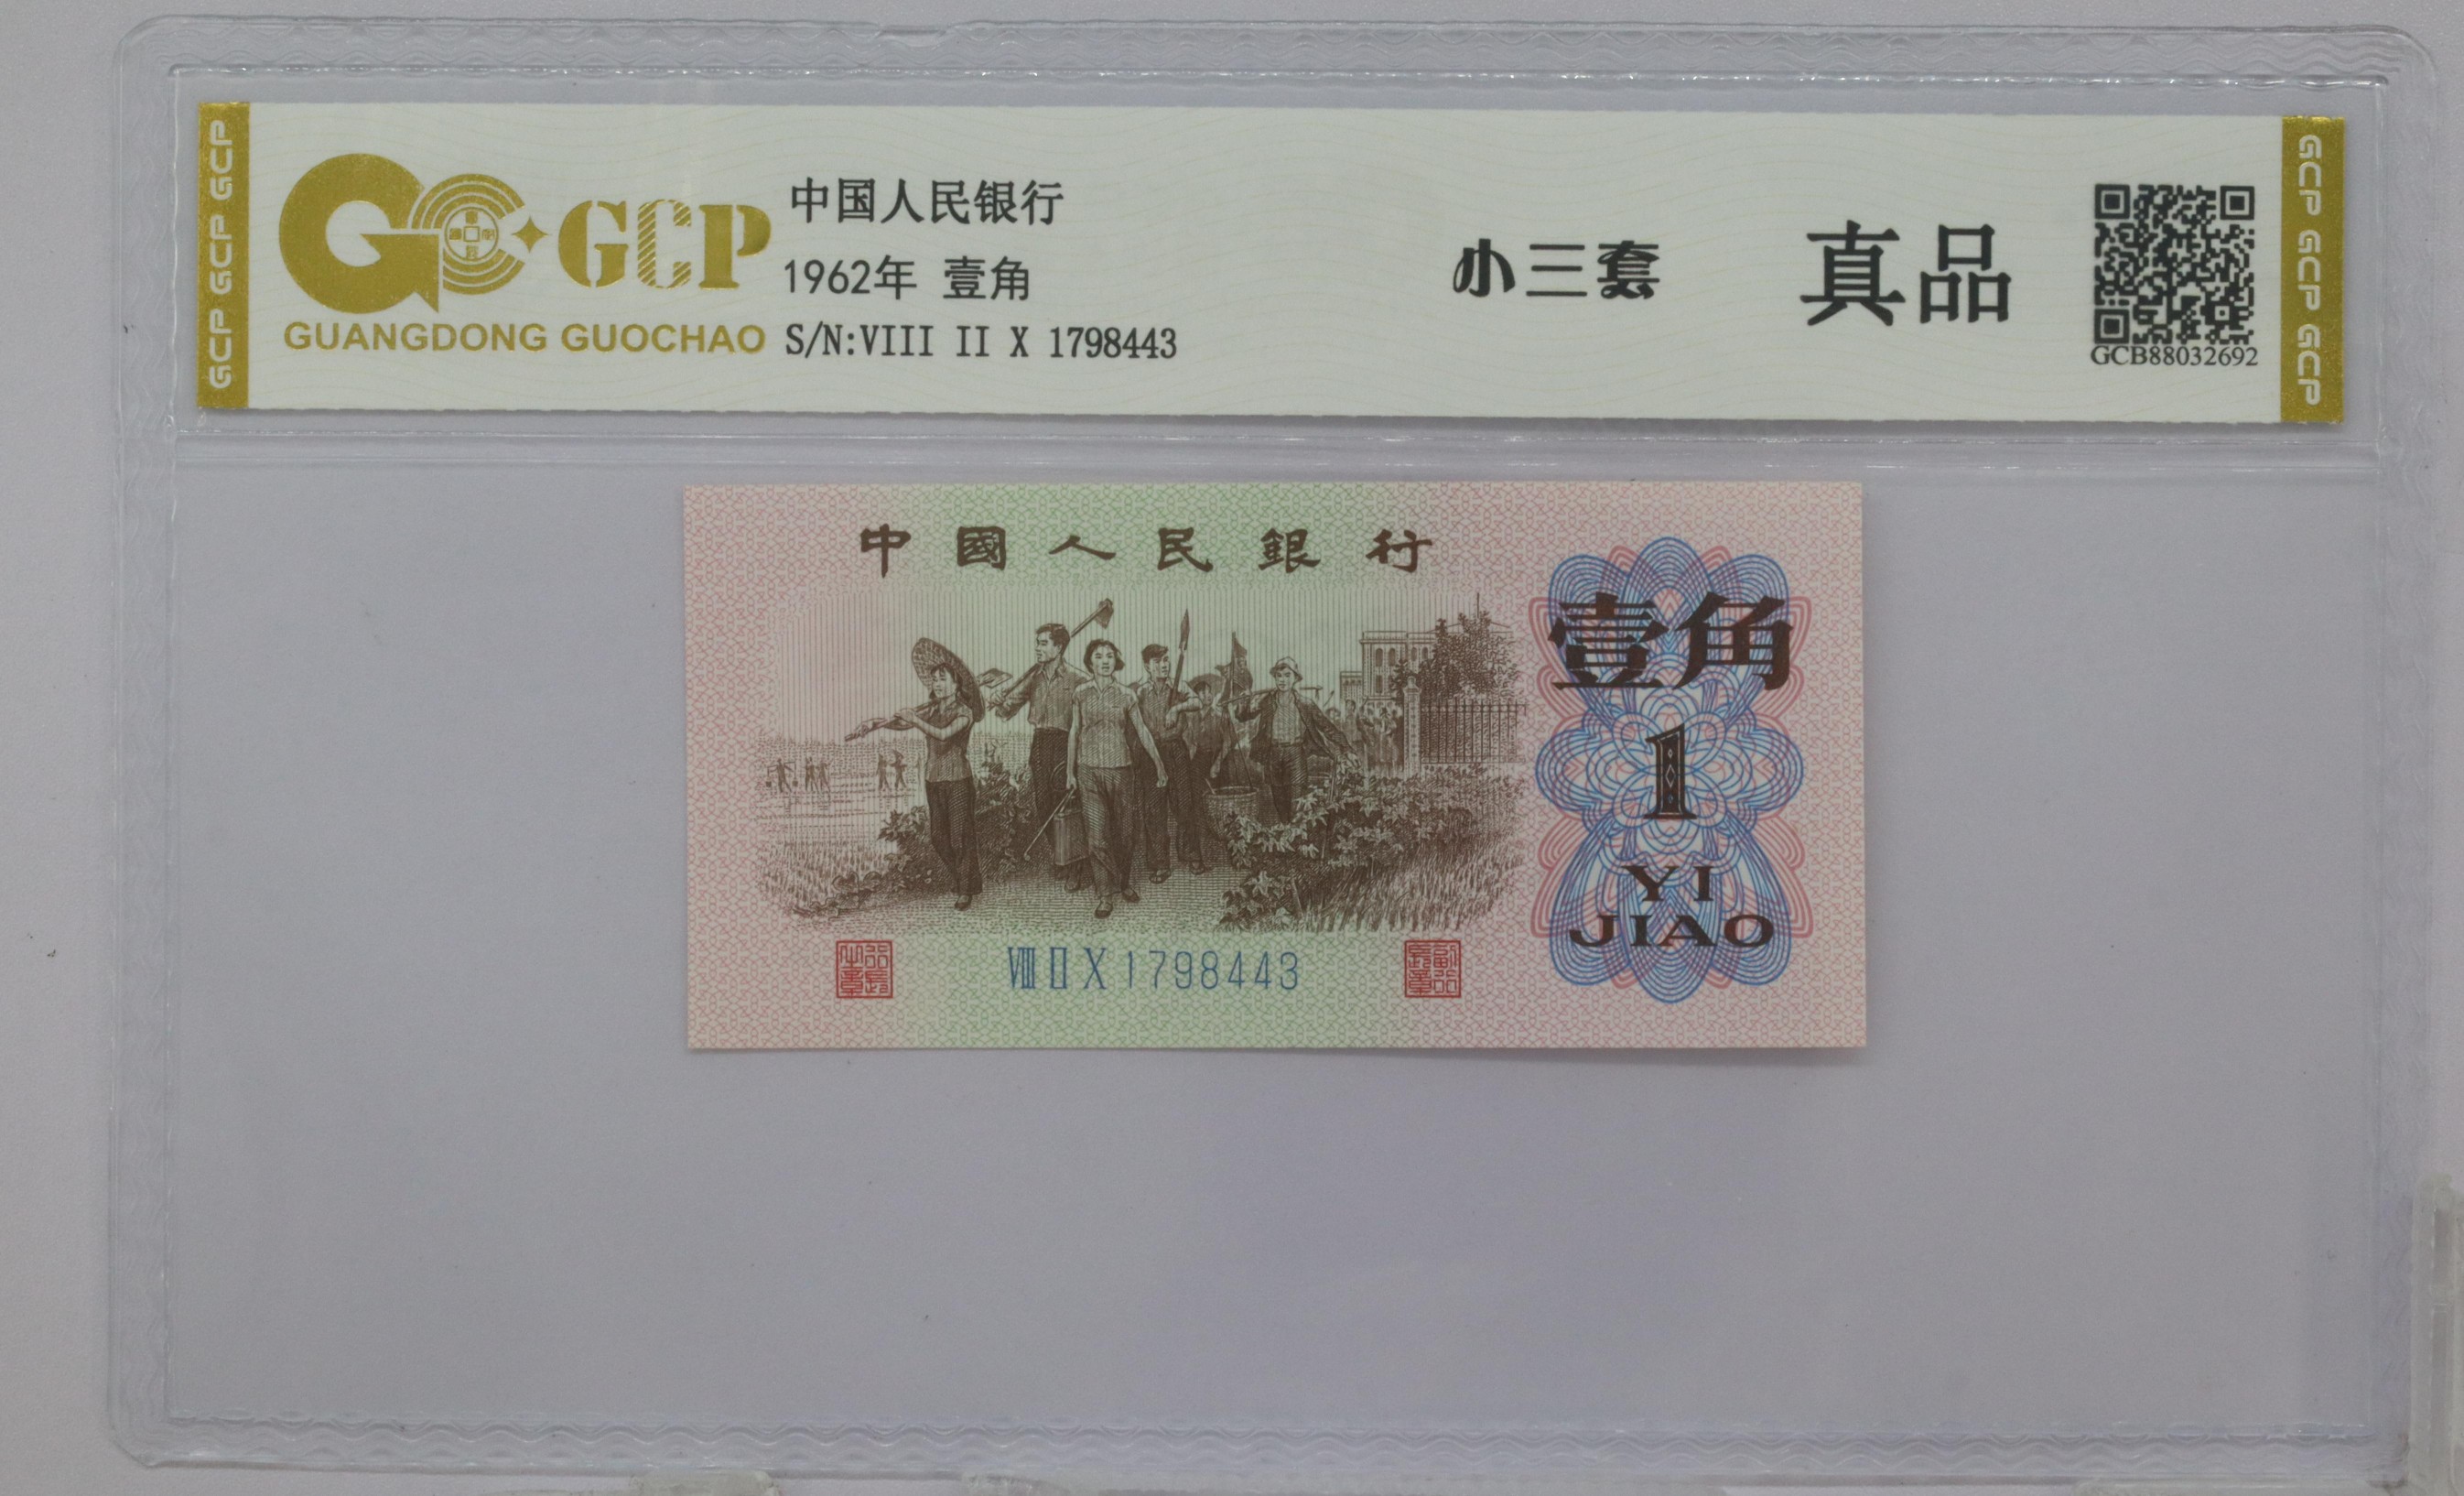 GCP GCP GCP
GCP
GUANGDONG GUOCHAO
中国人民银行
1962年 壹角
S/N:VIII II X 1798443
小三套
真品
GCB88032692
GCP GCP GCP
中國人民銀行
壹角
1
YI
JIAO
VIII II X 1798443